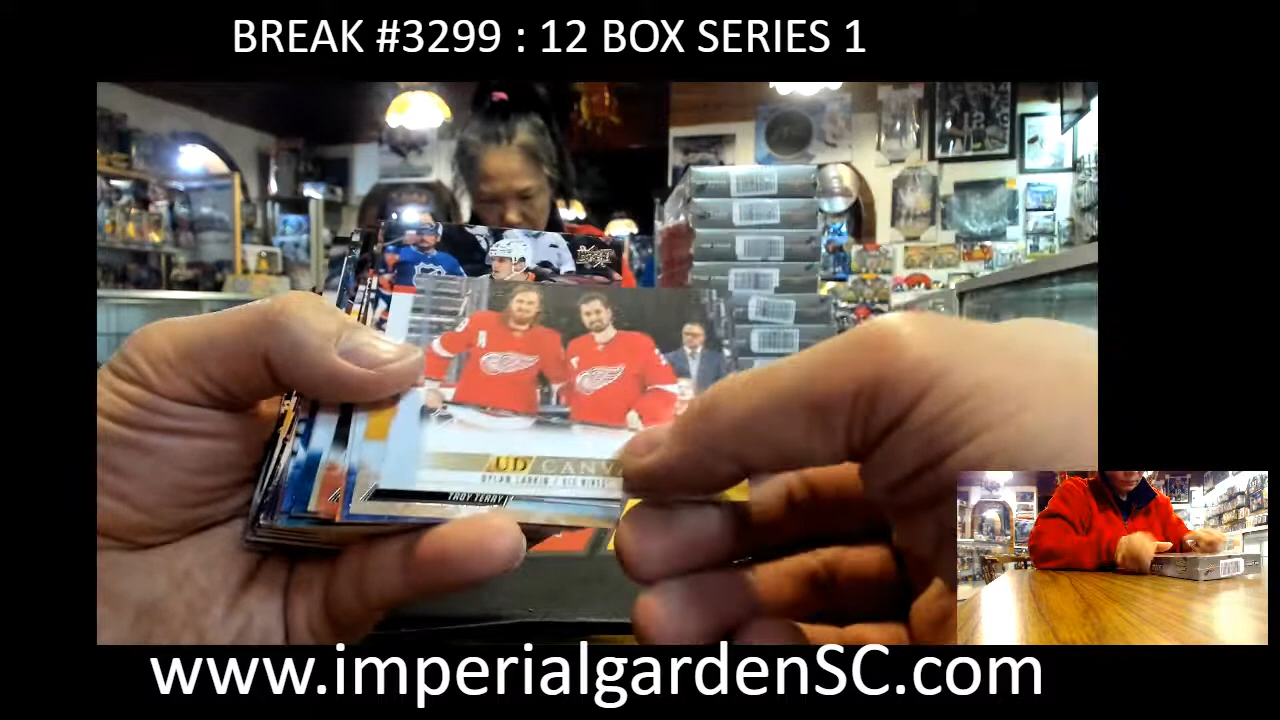 BREAK #3299 : 12 BOX SERIES 1
UD CANVAS
DYLAN LARKIN / RED WINGS
TROY TERRY
www.imperialgardenSC.com